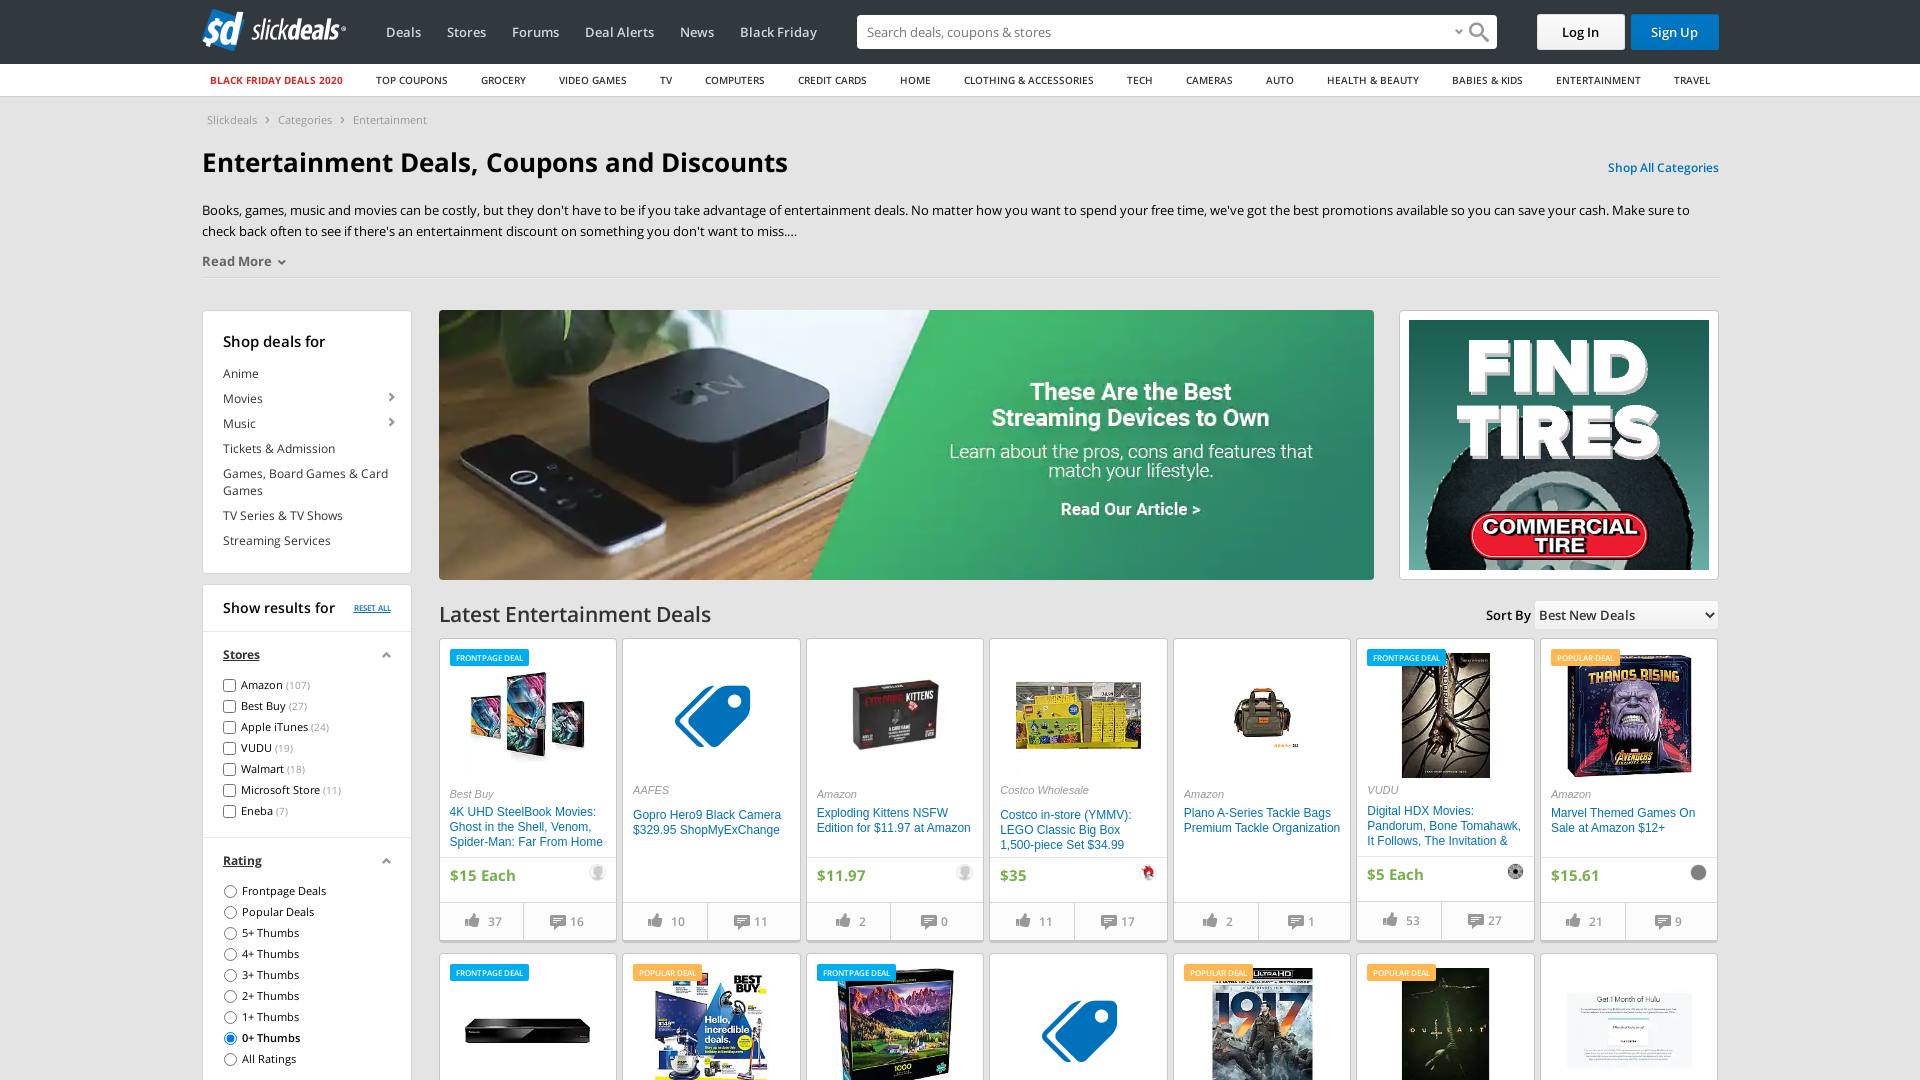 slickdeals
Deals
Stores
Forums
Deal Alerts
News
Black Friday
Search deals, coupons & stores
Log In
Sign Up
BLACK FRIDAY DEALS 2020
TOP COUPONS
GROCERY
VIDEO GAMES
TV
COMPUTERS
CREDIT CARDS
HOME
CLOTHING & ACCESSORIES
TECH
CAMERAS
AUTO
HEALTH & BEAUTY
BABIES & KIDS
ENTERTAINMENT
TRAVEL
Slickdeals > Categories > Entertainment
Entertainment Deals, Coupons and Discounts
Shop All Categories
Books, games, music and movies can be costly, but they don't have to be if you take advantage of entertainment deals. No matter how you want to spend your free time, we've got the best promotions available so you can save your cash. Make sure to
check back often to see if there's an entertainment discount on something you don't want to miss....
Read More
Shop deals for
Anime
Movies
Music
Tickets & Admission
Games, Board Games & Card
Games
TV Series & TV Shows
Streaming Services
Show results for
RESET ALL
Stores
Amazon (107)
Best Buy (27)
Apple iTunes (24)
VUDU (19)
Walmart (18)
Microsoft Store (11)
Eneba (7)
Rating
Frontpage Deals
Popular Deals
5+ Thumbs
4+ Thumbs
3+ Thumbs
2+ Thumbs
1+ Thumbs
0+ Thumbs
All Ratings
tv
These Are the Best
Streaming Devices to Own
Learn about the pros, cons and features that
match your lifestyle.
Read Our Article >
FIND
TIRES
COMMERCIAL
TIRE
Latest Entertainment Deals
Sort By
Best New Deals
FRONTPAGE DEAL
Best Buy
4K UHD SteelBook Movies:
Ghost in the Shell, Venom,
Spider-Man: Far From Home
$15 Each
37
16
AAFES
Gopro Hero9 Black Camera
$329.95 ShopMyExChange
10
11
EXPLODING KITTENS
Amazon
Exploding Kittens NSFW
Edition for $11.97 at Amazon
$11.97
2
0
Costco Wholesale
Costco in-store (YMMV):
LEGO Classic Big Box
1,500-piece Set $34.99
$35
11
17
Amazon
Plano A-Series Tackle Bags
Premium Tackle Organization
2
1
FRONTPAGE DEAL
VUDU
Digital HDX Movies:
Pandorum, Bone Tomahawk,
It Follows, The Invitation &
$5 Each
53
27
POPULAR DEAL
THANOS RISING
AVENGERS
Amazon
Marvel Themed Games On
Sale at Amazon $12+
$15.61
21
9
FRONTPAGE DEAL
POPULAR DEAL
BEST
BUY
Hello,
incredible
deals.
FRONTPAGE DEAL
1000
POPULAR DEAL
ULTRA HD
1917
POPULAR DEAL
OUTCAST
Get 1 Month of Hulu